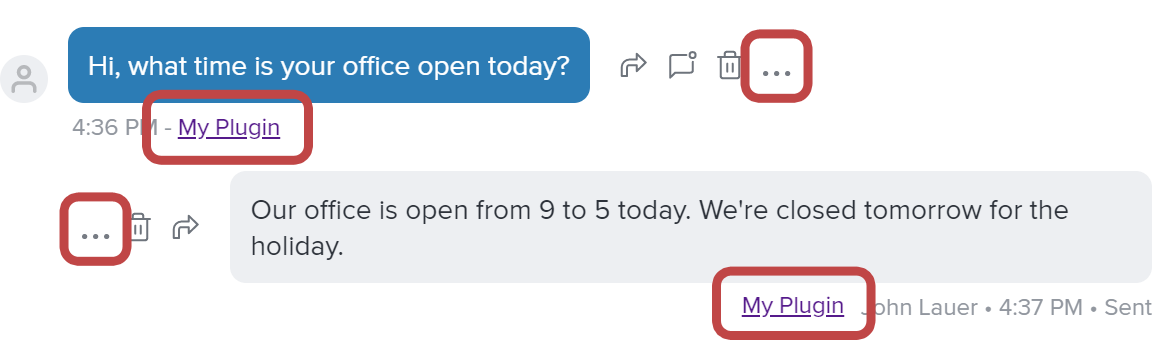 Hi, what time is your office open today?
...
4:36 PM - My Plugin
...
Our office is open from 9 to 5 today. We're closed tomorrow for the
holiday.
My Plugin John Lauer • 4:37 PM • Sent